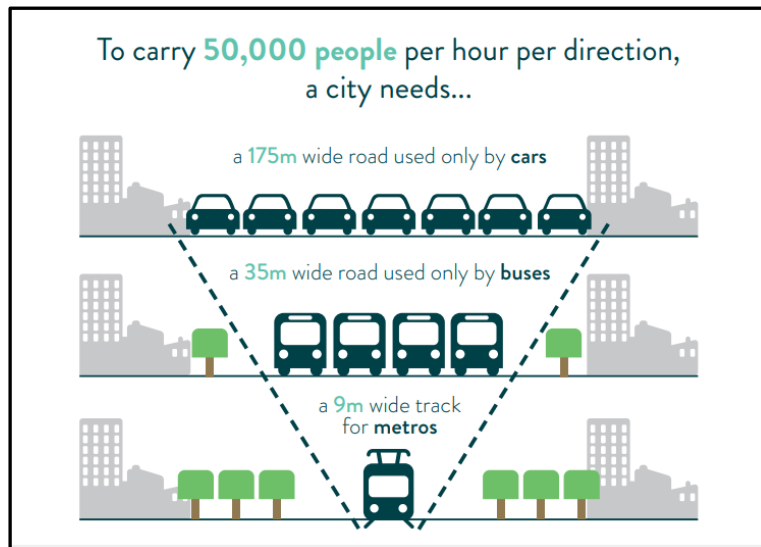 To carry 50,000 people per hour per direction,
a city needs...
a 175m wide road used only by cars
a 35m wide road used only by buses
a 9m wide track
for metros